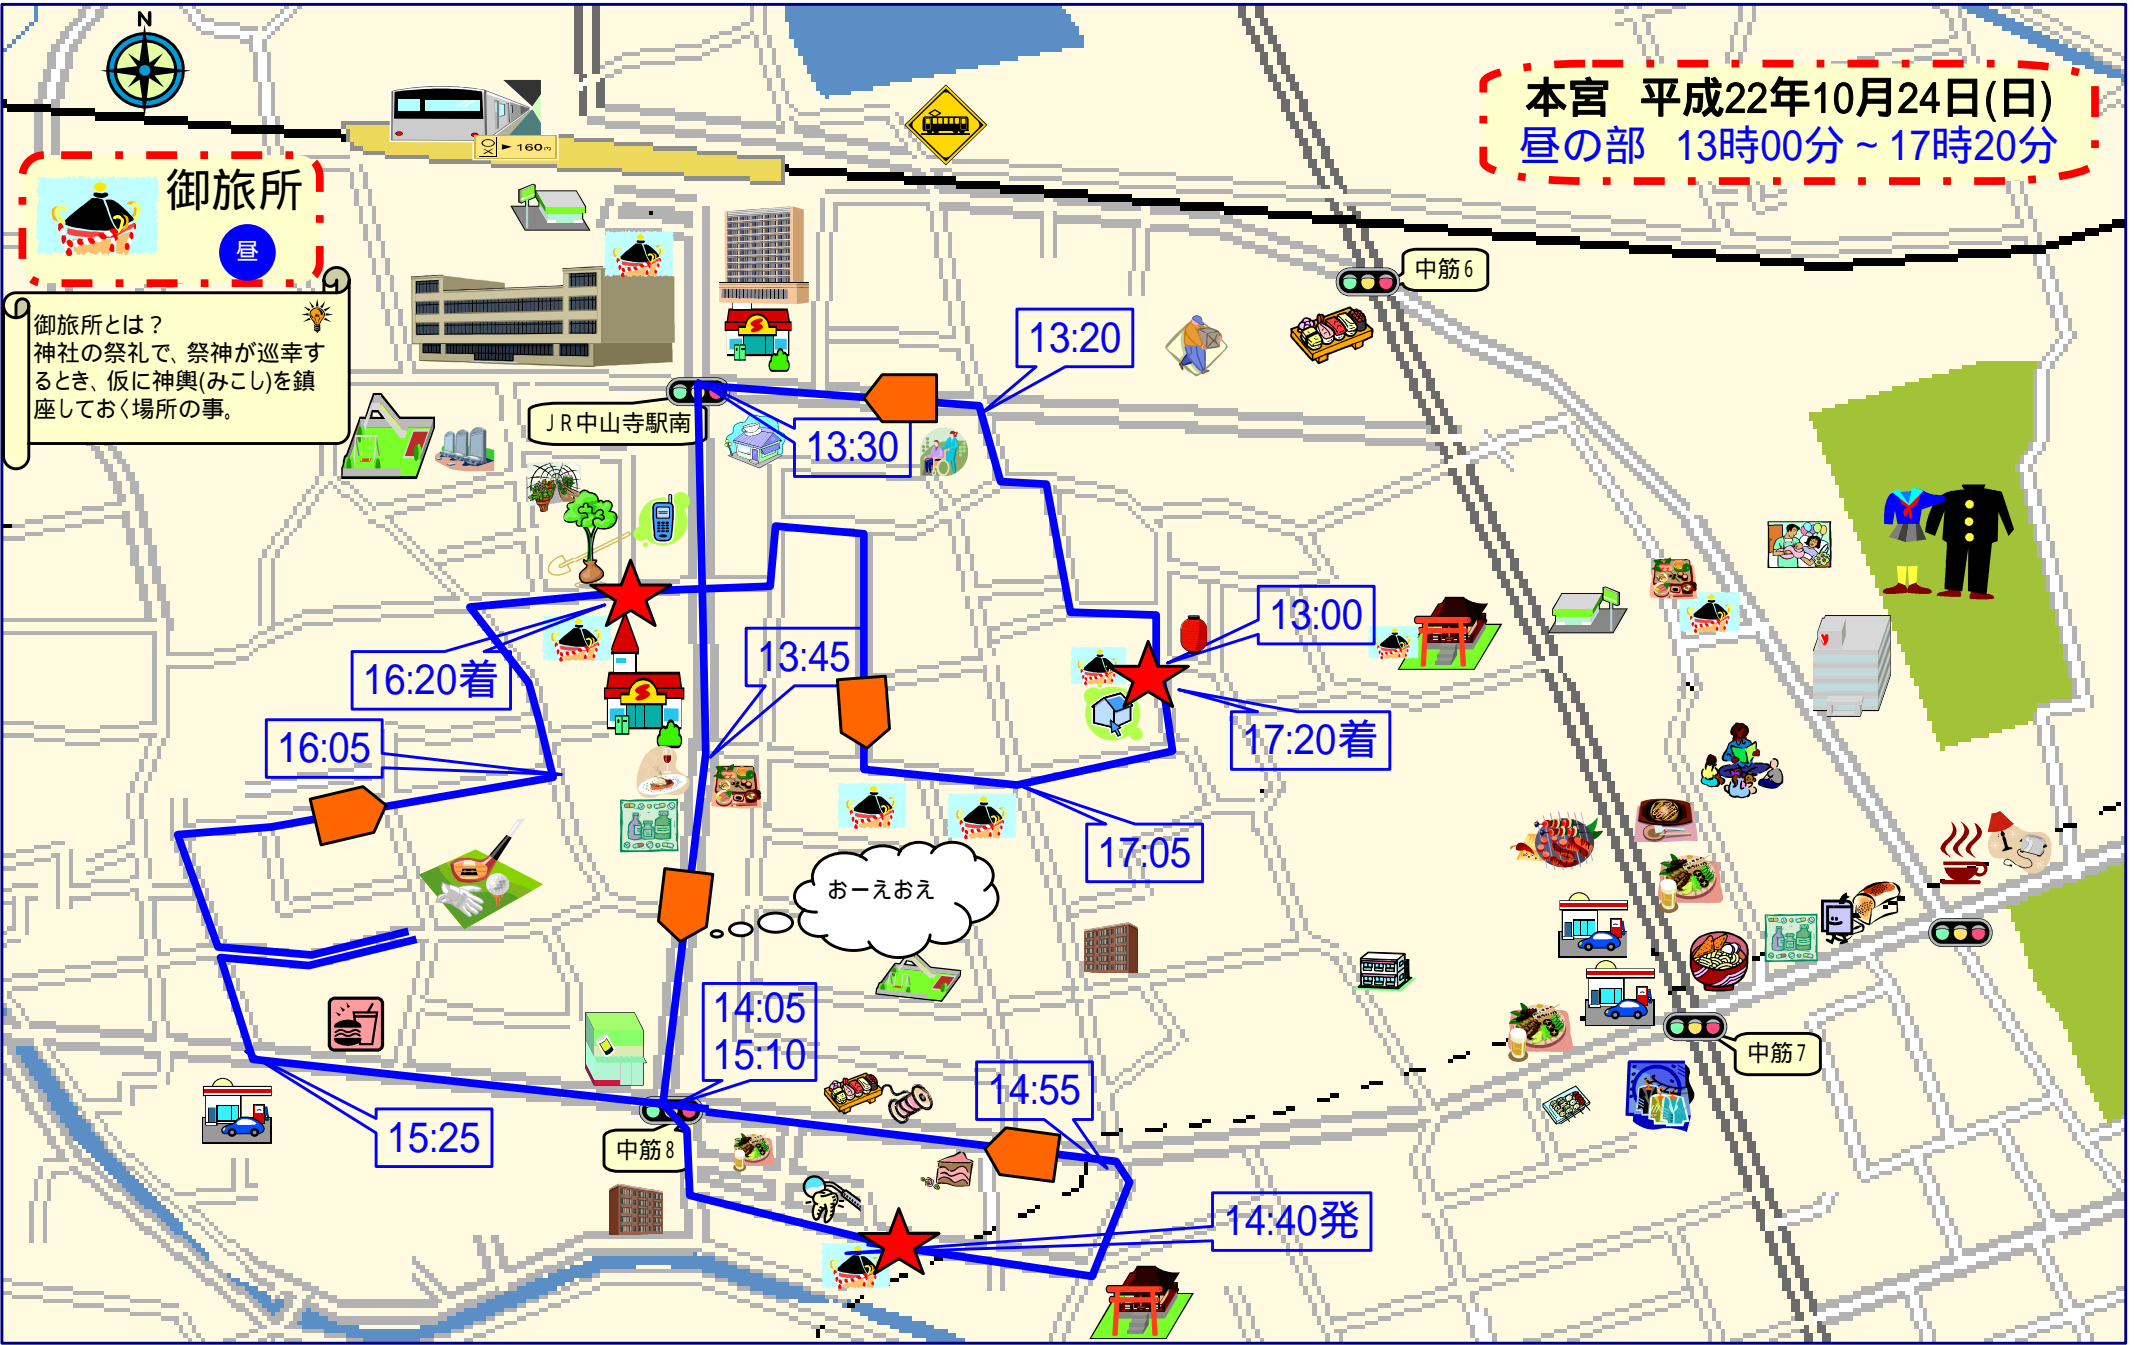 N
本宮 平成22年10月24日(日)
昼の部 13時00分 ~ 17時20分
► 160m
御旅所
昼
御旅所とは？
神社の祭礼で、祭神が巡幸す
るとき、仮に神輿(みこし)を鎮
座しておく場所の事。
中筋6
13:20
JR中山寺駅南
13:30
13:00
13:45
16:20着
17:20着
16:05
17:05
おーえおえ
14:05
15:10
中筋7
14:55
15:25
中筋8
14:40発